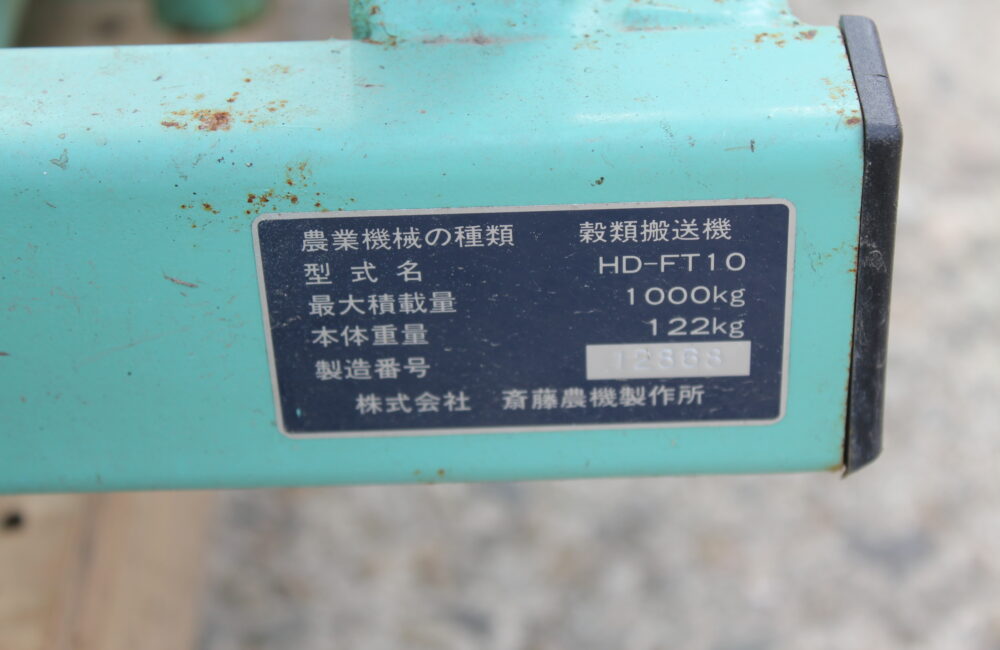 農業機械の種類 穀類搬送機
型式名 HD-FT10
最大積載量 1000kg
本体重量 122kg
製造番号
株式会社 斎藤農機製作所